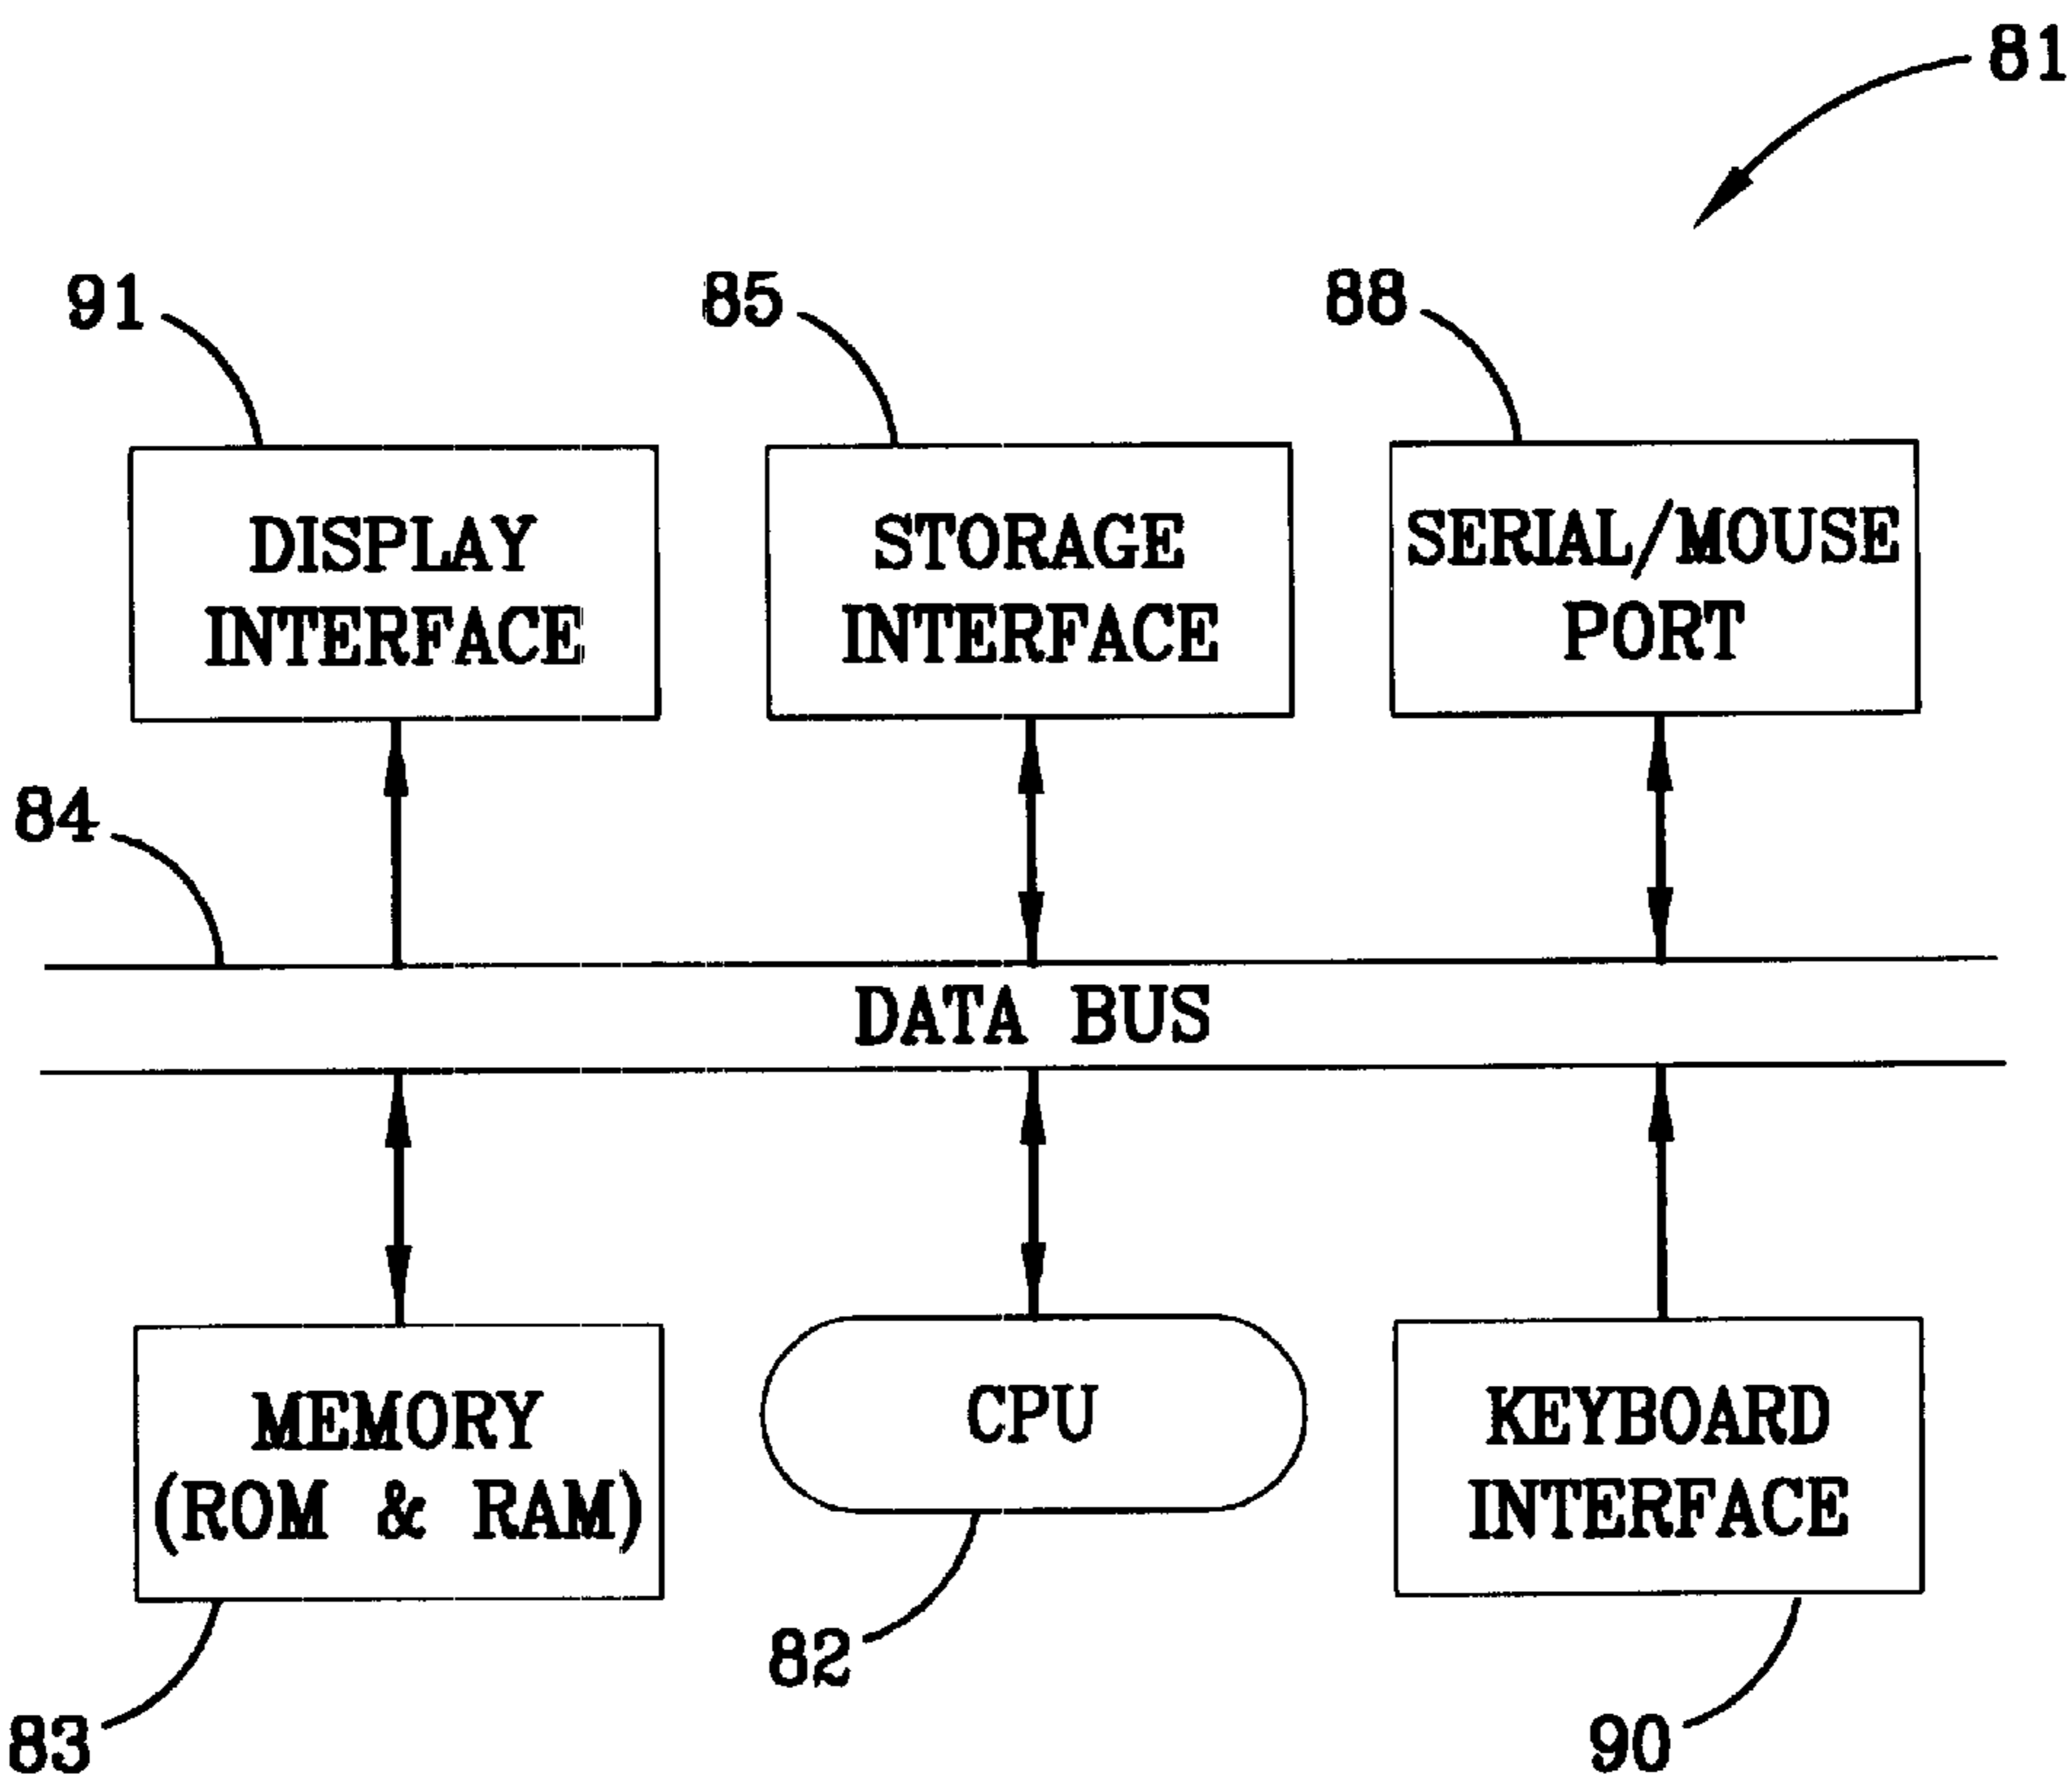 81
91
85
88
DISPLAY
INTERFACE
STORAGE
INTERFACE
SERIAL/MOUSE
PORT
84
DATA BUS
MEMORY
(ROM & RAM)
CPU
KEYBOARD
INTERFACE
82
83
90